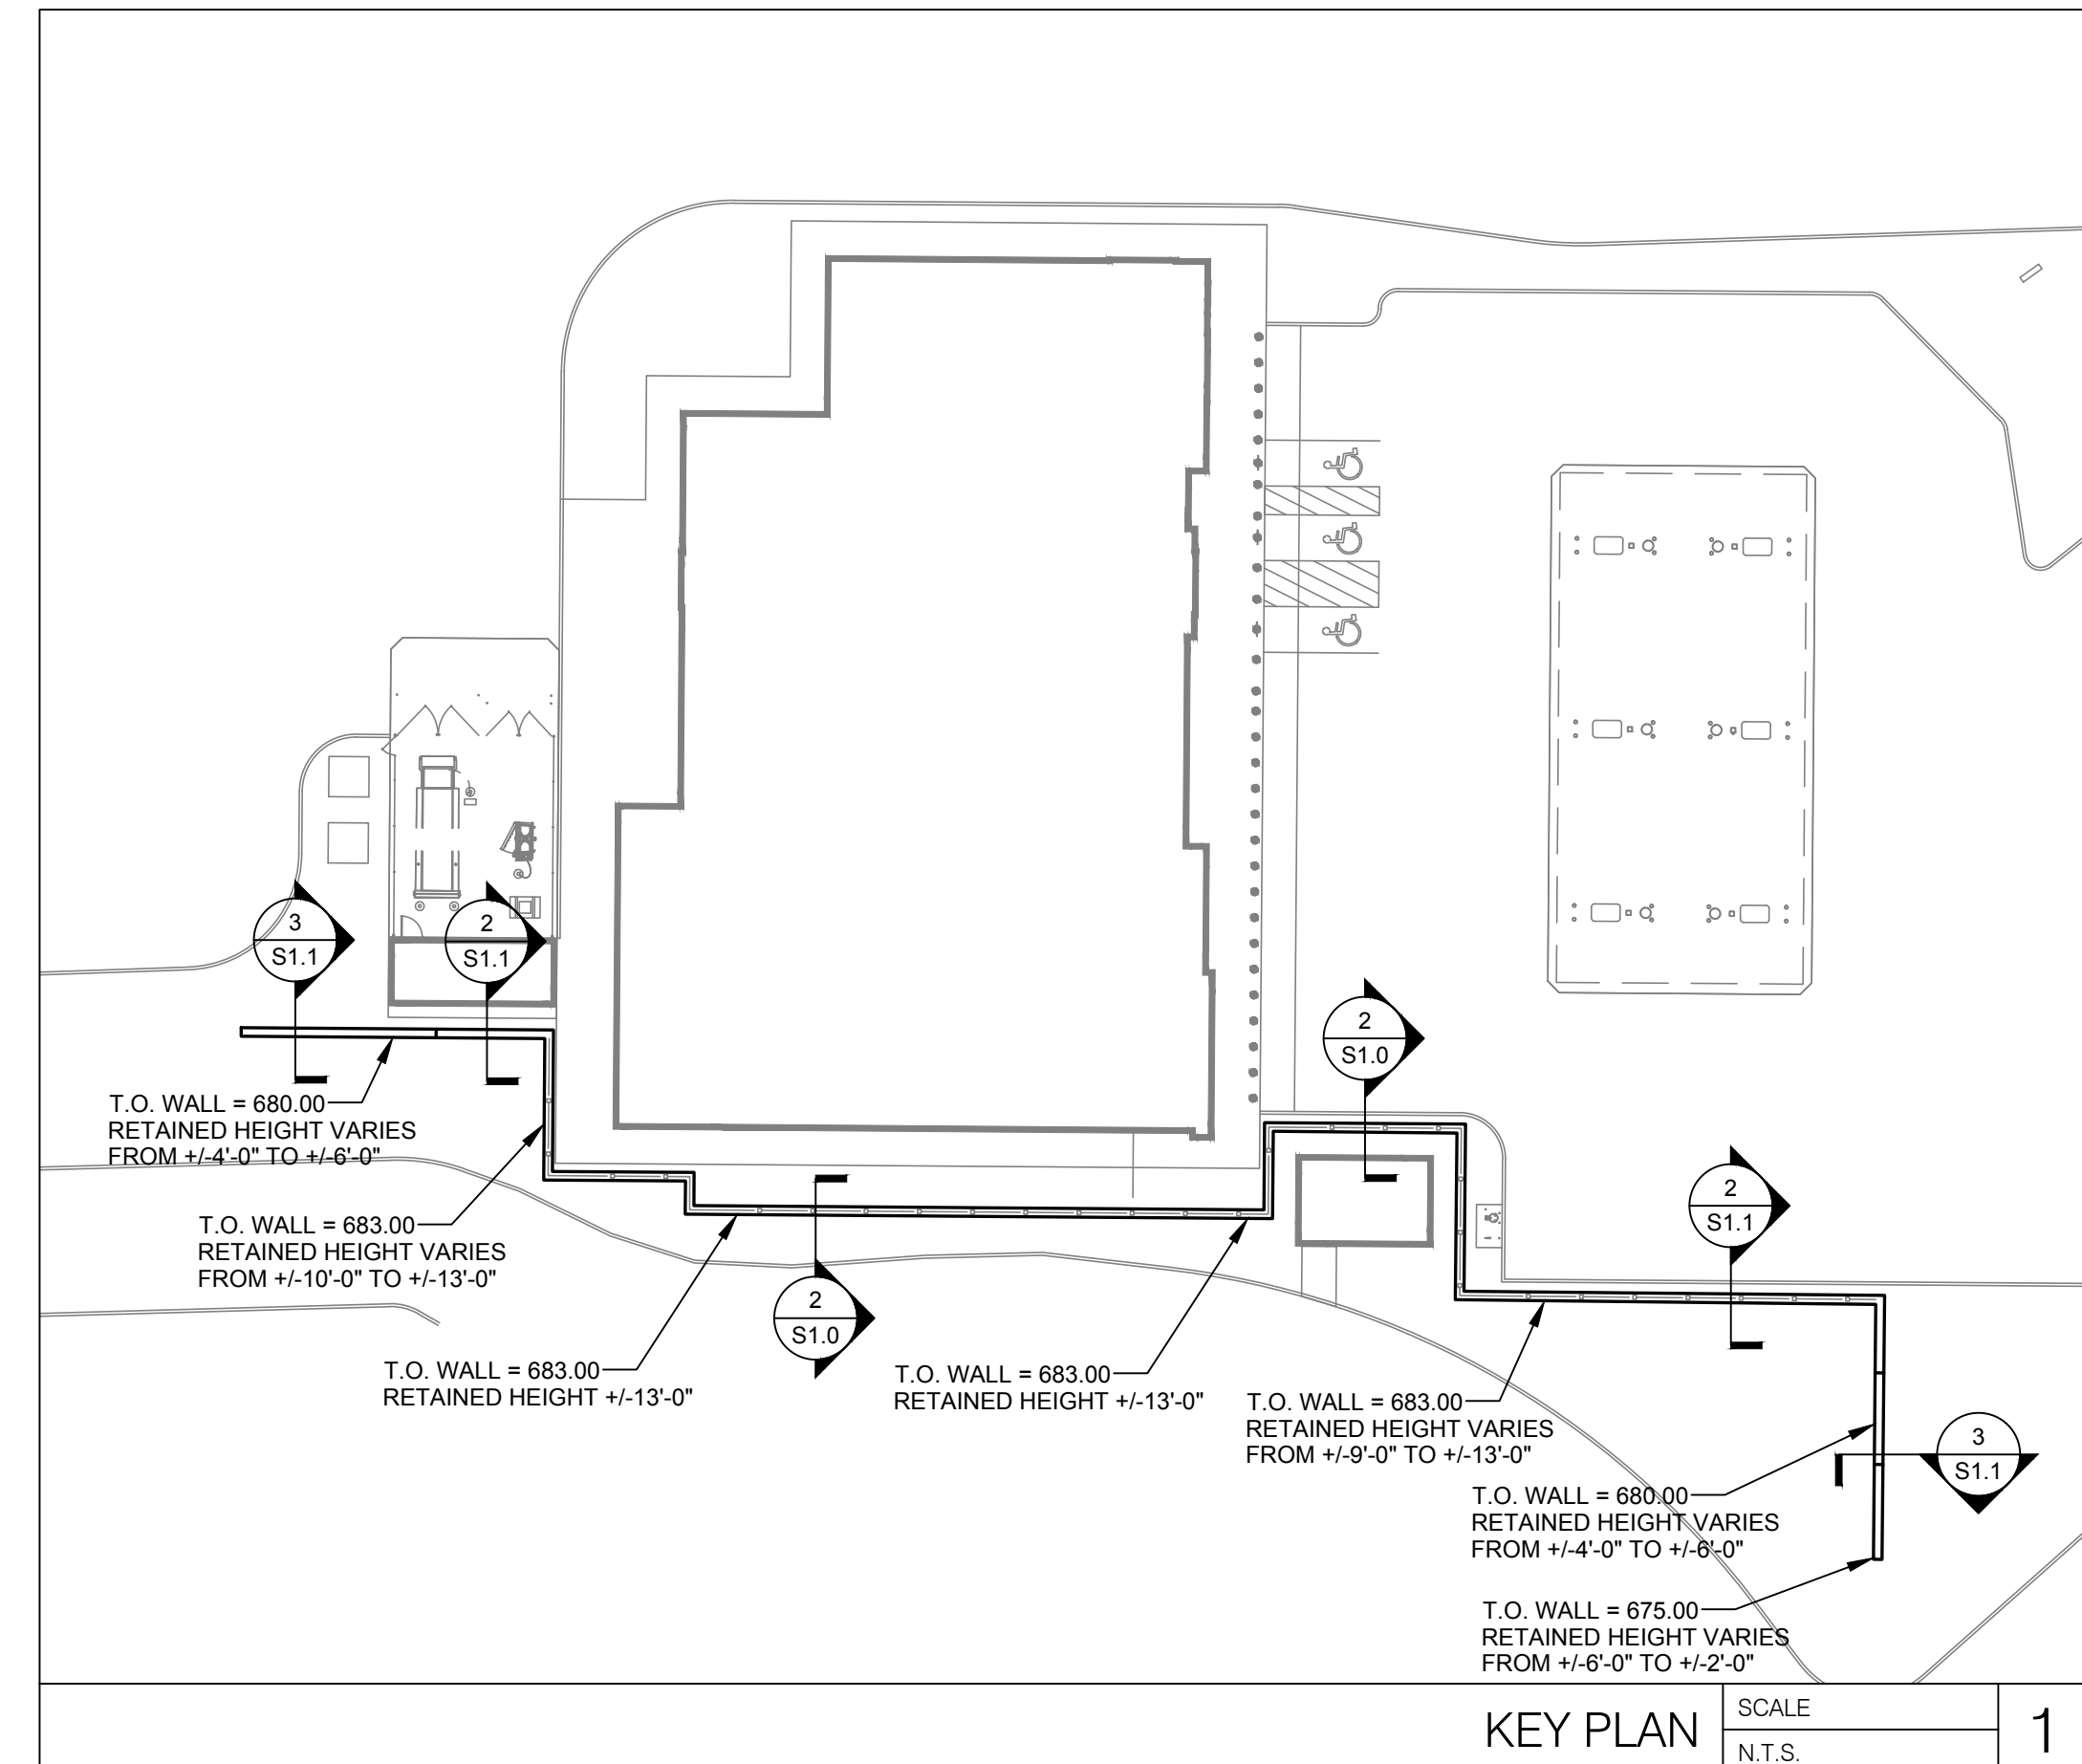 3
S1.1
2
S1.1
2
S1.0
T.O. WALL = 680.00
RETAINED HEIGHT VARIES
FROM +/-4'-0" TO +/-6'-0"
2
S1.1
T.O. WALL = 683.00
RETAINED HEIGHT VARIES
FROM +/-10'-0" TO +/-13'-0"
2
S1.0
T.O. WALL = 683.00
RETAINED HEIGHT +/-13'-0"
T.O. WALL = 683.00
RETAINED HEIGHT +/-13'-0"
T.O. WALL = 683.00
RETAINED HEIGHT VARIES
FROM +/-9'-0" TO +/-13'-0"
3
S1.1
T.O. WALL = 680.00
RETAINED HEIGHT VARIES
FROM +/-4'-0" TO +/-6'-0"
T.O. WALL = 675.00
RETAINED HEIGHT VARIES
FROM +/-6'-0" TO +/-2'-0"
KEY PLAN
SCALE
N.T.S.
1